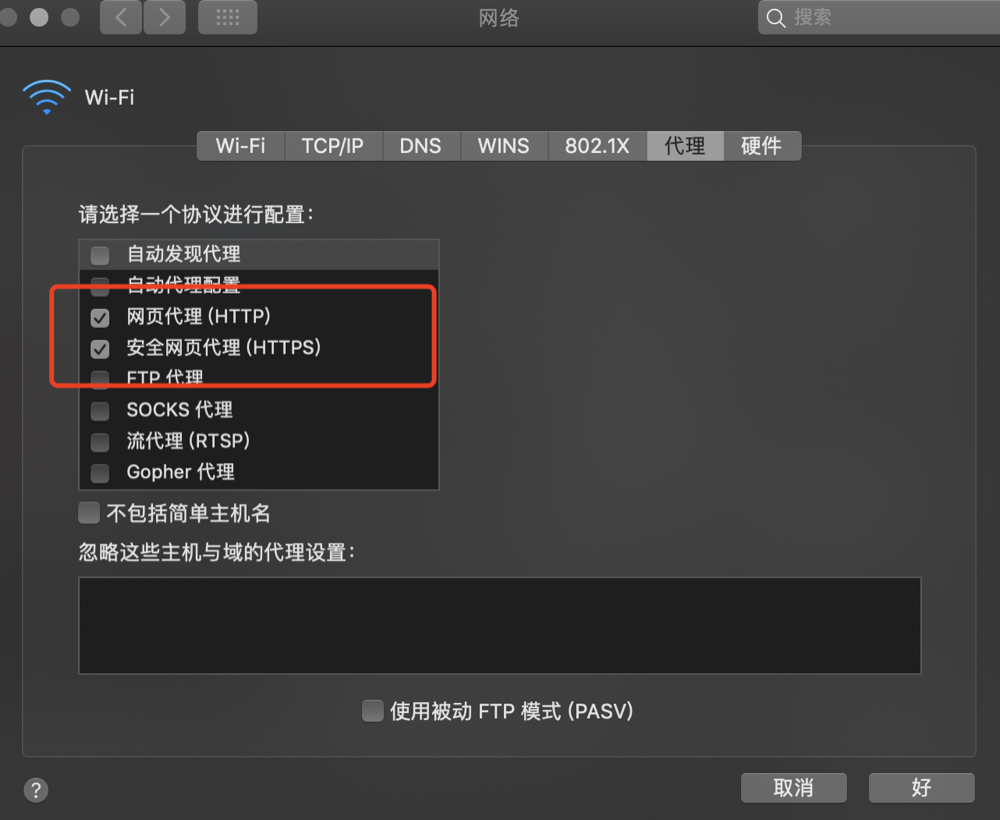 网络
搜索
Wi-Fi
Wi-Fi TCP/IP DNS WINS 802.1X 代理 硬件
请选择一个协议进行配置：
自动发现代理
自动代理配置
网页代理 (HTTP)
安全网页代理 (HTTPS)
FTP 代理
SOCKS 代理
流代理 (RTSP)
Gopher 代理
不包括简单主机名
忽略这些主机与域的代理设置：
使用被动 FTP 模式 (PASV)
?
取消
好